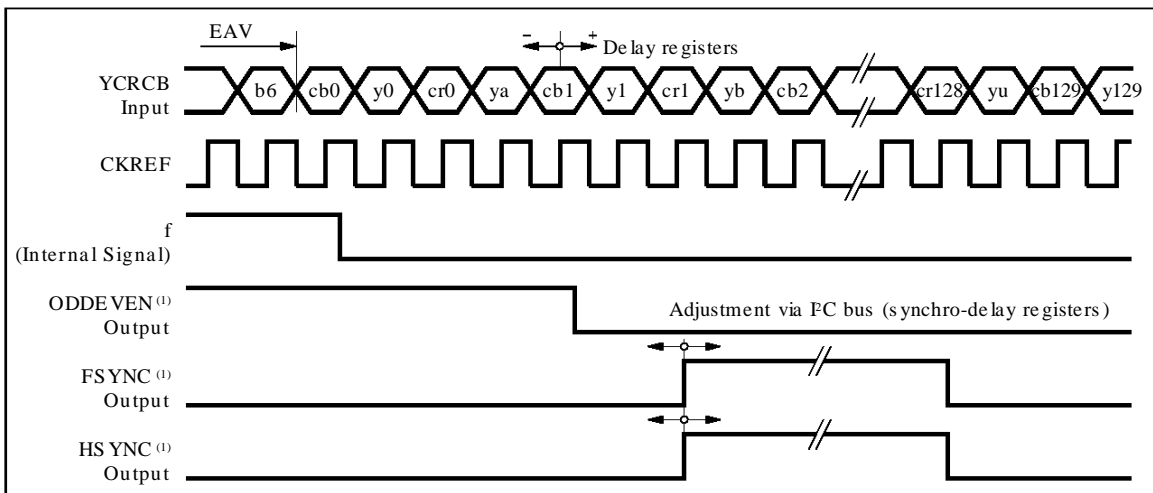 EAV
− +
Delay registers
YCRCB
Input
b6 cb0 y0 cr0 ya cb1 y1 cr1 yb cb2 cr128 yu cb129 y129
CKREF
f
(Internal Signal)
ODDEVEN (1)
Output
Adjustment via I²C bus (synchro-delay registers)
FSYNC (1)
Output
HSYNC (1)
Output